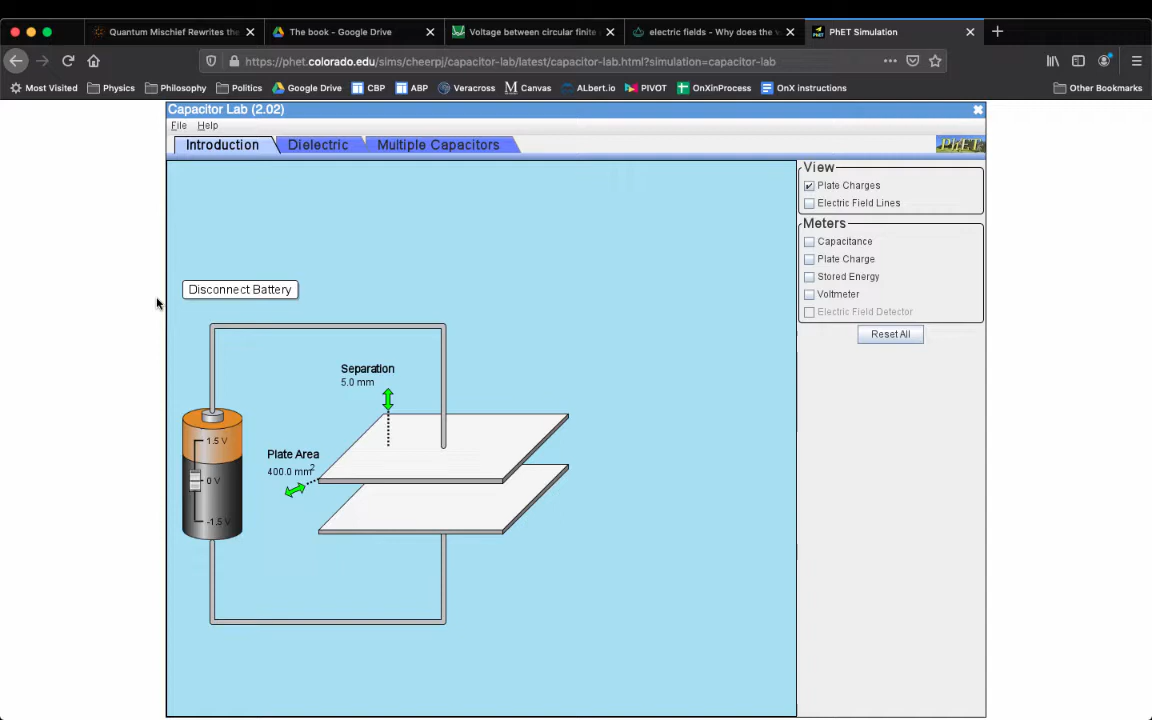 Quantum Mischief Rewrites the
The book - Google Drive
Voltage between circular finite
electric fields - Why does the v
PhET Simulation
https://phet.colorado.edu/sims/cheerpj/capacitor-lab/latest/capacitor-lab.html?simulation=capacitor-lab
Most Visited
Physics
Philosophy
Politics
Google Drive
CBP
ABP
Veracross
Canvas
ALbert.io
PIVOT
OnXinProcess
OnX instructions
Other Bookmarks
Capacitor Lab (2.02)
File Help
Introduction
Dielectric
Multiple Capacitors
PhET
View
Plate Charges
Electric Field Lines
Meters
Capacitance
Plate Charge
Stored Energy
Voltmeter
Electric Field Detector
Reset All
Disconnect Battery
Separation
5.0 mm
1.5 V
0 V
-1.5 V
Plate Area
400.0 mm²